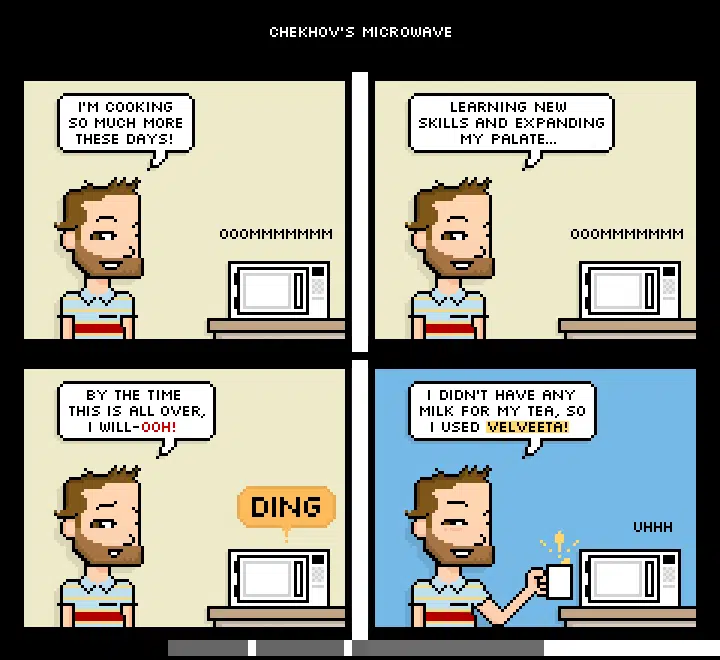 CHEKHOV'S MICROWAVE
I'M COOKING
SO MUCH MORE
THESE DAYS!
OOOMMMMMMM
LEARNING NEW
SKILLS AND EXPANDING
MY PALATE...
OOOMMMMMMM
BY THE TIME
THIS IS ALL OVER,
I WILL-OOH!
DING
I DIDN'T HAVE ANY
MILK FOR MY TEA, SO
I USED VELVEETA!
UHHH